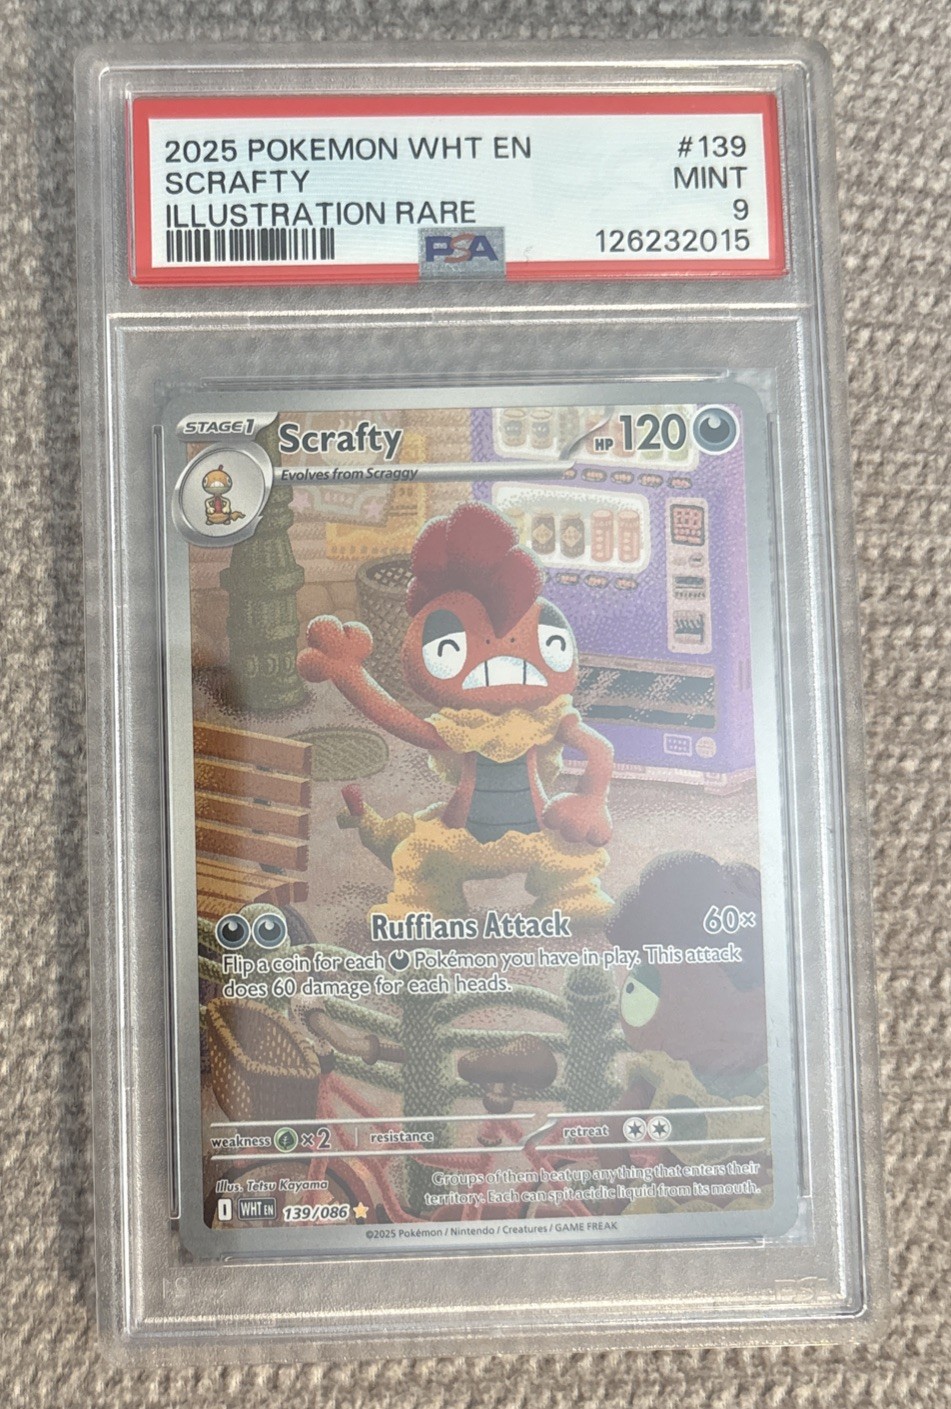 2025 POKEMON WHT EN #139
SCRAFTY MINT
ILLUSTRATION RARE 9
PSA 126232015
STAGE1 Scrafty HP 120
Evolves from Scraggy
Ruffians Attack 60×
Flip a coin for each Pokémon you have in play. This attack
does 60 damage for each heads.
weakness ×2 resistance retreat
Illus. Tetsu Kayama
Groups of them beat up anything that enters their
territory. Each can spit acidic liquid from its mouth.
I WHT EN 139/086
©2025 Pokémon / Nintendo / Creatures / GAME FREAK